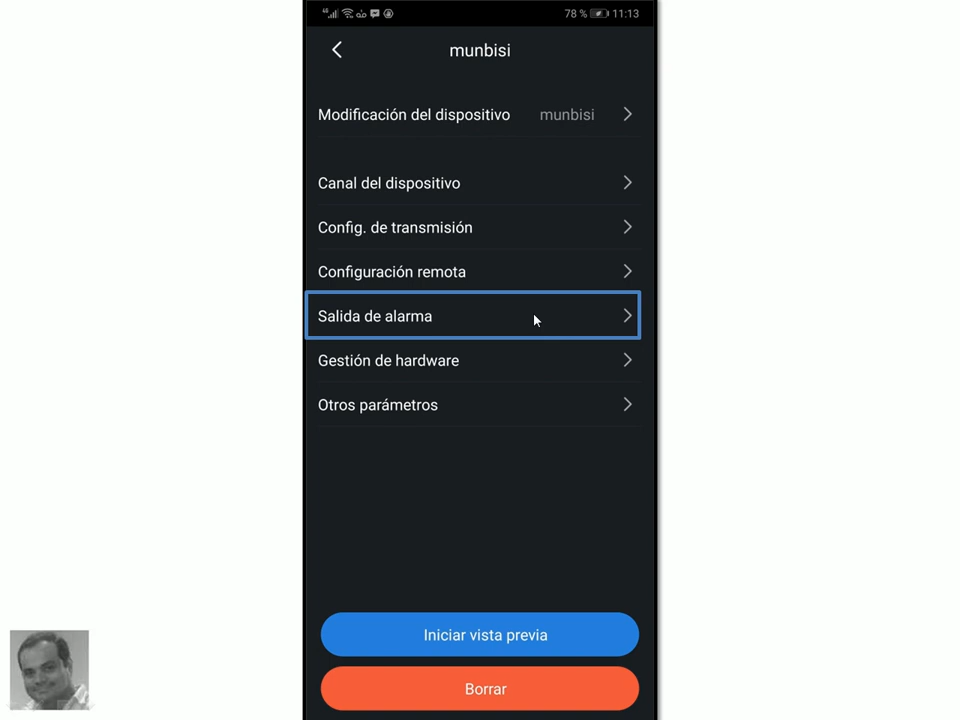 78 % 11:13
munbisi
Modificación del dispositivo munbisi
Canal del dispositivo
Config. de transmisión
Configuración remota
Salida de alarma
Gestión de hardware
Otros parámetros
Iniciar vista previa
Borrar